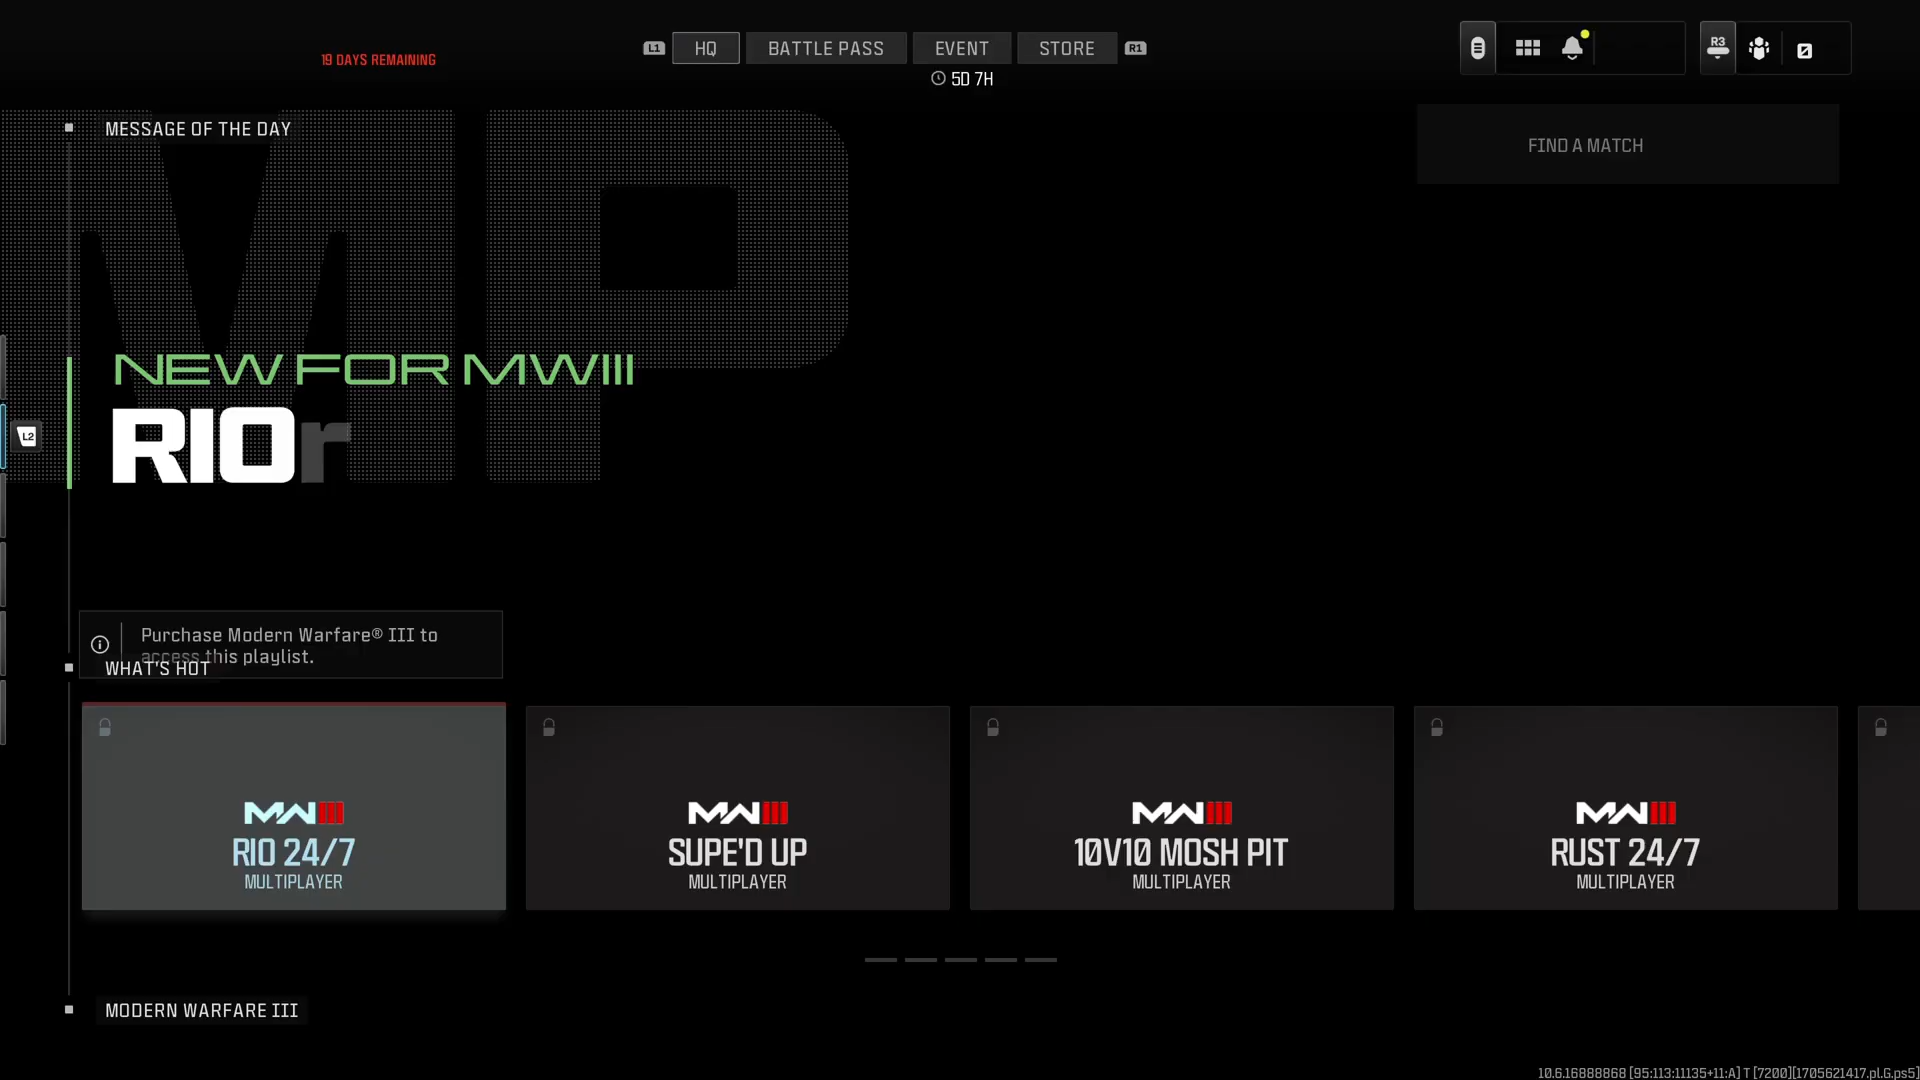 19 DAYS REMAINING
L1
HQ
BATTLE PASS
EVENT
STORE
R1
5D 7H
R3
0
MESSAGE OF THE DAY
FIND A MATCH
MP
NEW FOR MWIII
RIOr
L2
Purchase Modern Warfare® III to
access this playlist.
WHAT'S HOT
MWIII
RIO 24/7
MULTIPLAYER
MWIII
SUPE'D UP
MULTIPLAYER
MWIII
10V10 MOSH PIT
MULTIPLAYER
MWIII
RUST 24/7
MULTIPLAYER
MODERN WARFARE III
10.6.16888868 [95:113:11135+11:A] T [7200][1705621417.pl.G.ps5]